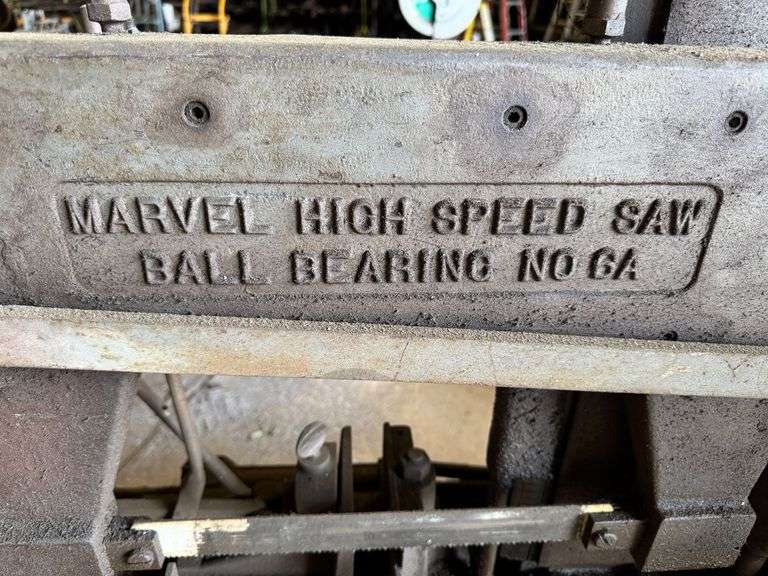 MARVEL HIGH SPEED SAW
BALL BEARING NO 6A